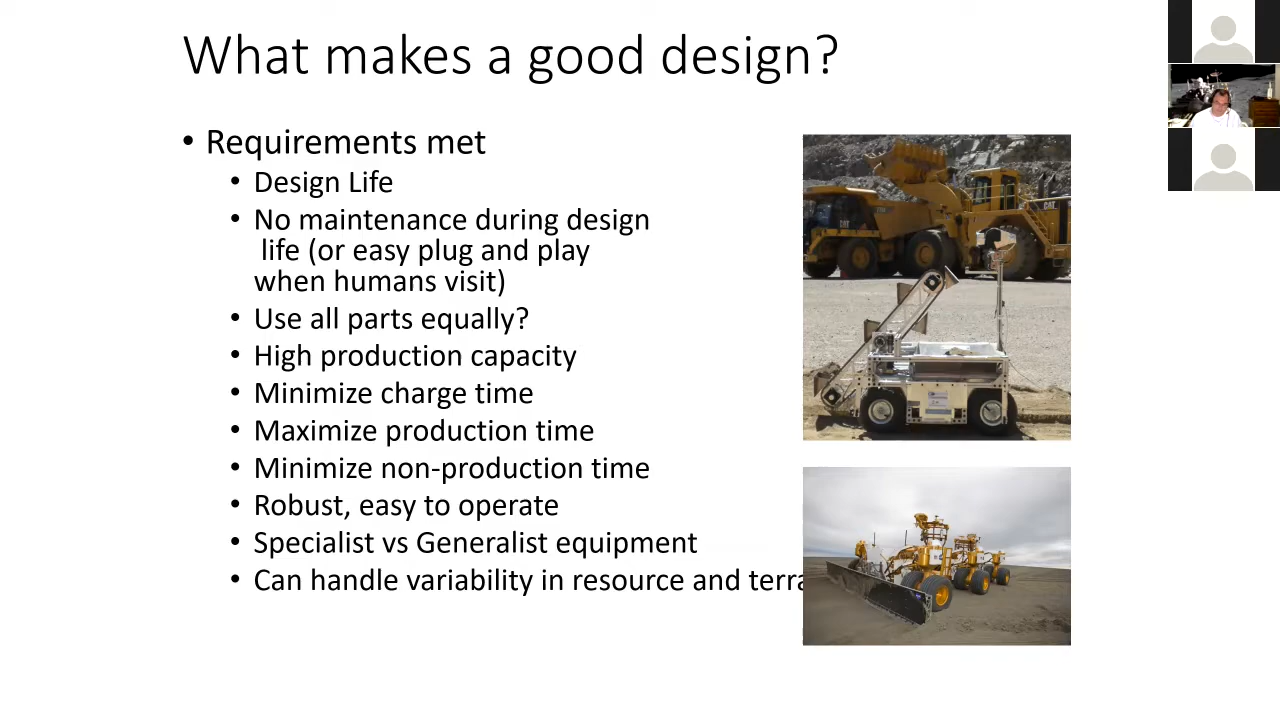 What makes a good design?
• Requirements met
• Design Life
• No maintenance during design
life (or easy plug and play
when humans visit)
• Use all parts equally?
• High production capacity
• Minimize charge time
• Maximize production time
• Minimize non-production time
• Robust, easy to operate
• Specialist vs Generalist equipment
• Can handle variability in resource and terra
CAT
CAT